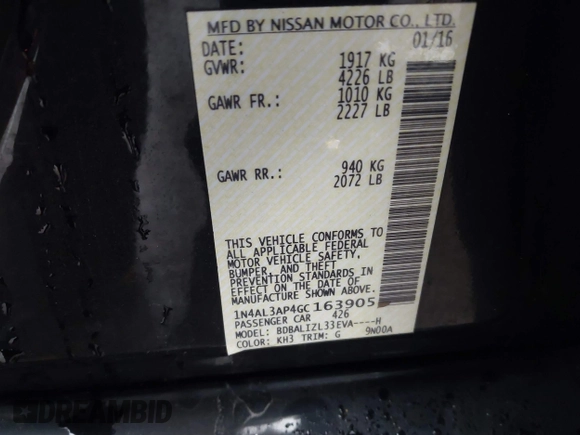 MFD BY NISSAN MOTOR CO., LTD.
DATE: 01/16
GVWR: 1917 KG
4226 LB
GAWR FR.: 1010 KG
2227 LB
GAWR RR.: 940 KG
2072 LB
THIS VEHICLE CONFORMS TO
ALL APPLICABLE FEDERAL
MOTOR VEHICLE SAFETY,
BUMPER, AND THEFT
PREVENTION STANDARDS IN
EFFECT ON THE DATE OF
MANUFACTURE SHOWN ABOVE.
1N4AL3AP4GC163905
PASSENGER CAR 426
MODEL: BDBALIZL33EVA----H
COLOR: KH3 TRIM: G 9N00A
DREAMBID